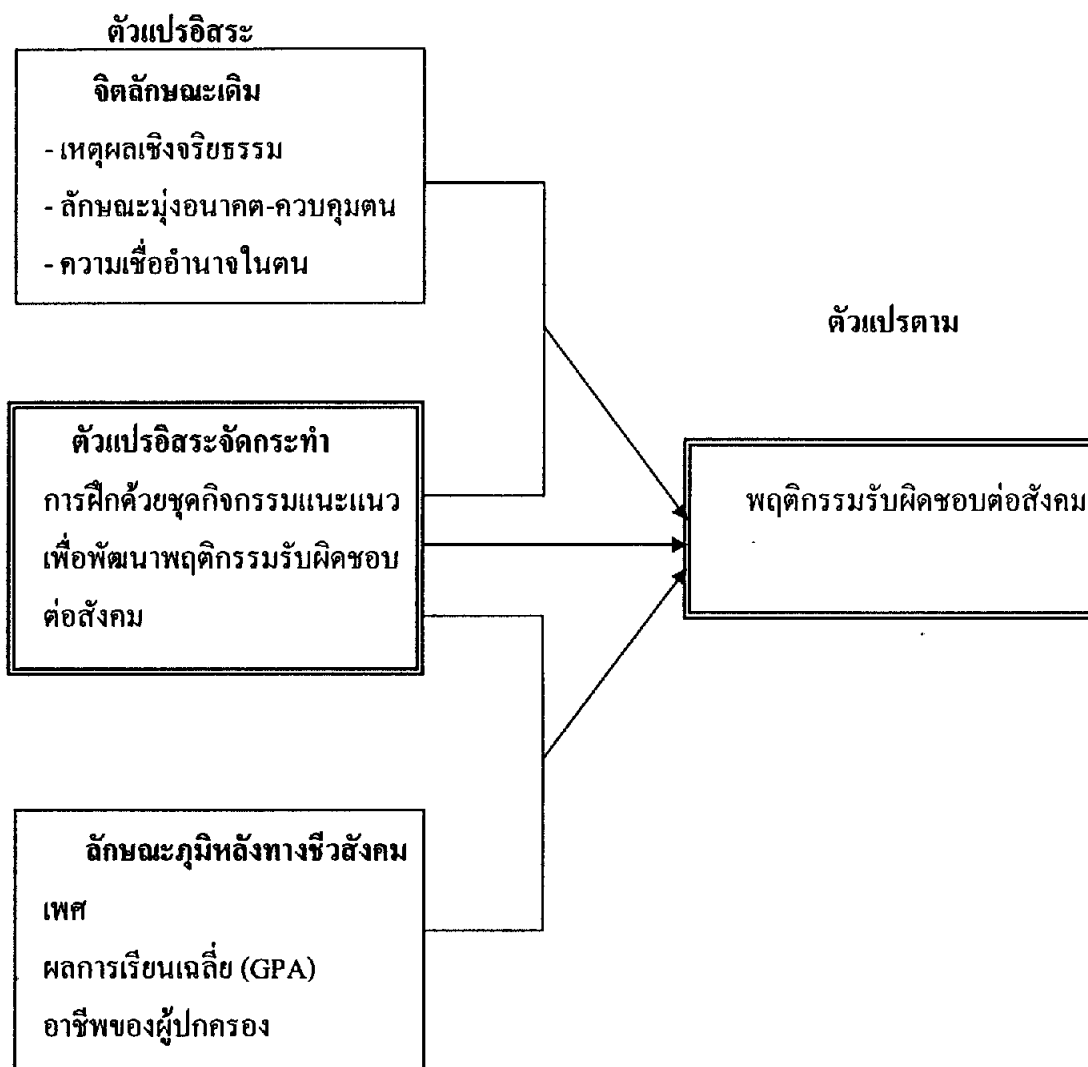 ตัวแปรอิสระ
จิตลักษณะเดิม
- เหตุผลเชิงจริยธรรม
- ลักษณะมุ่งอนาคต-ควบคุมตน
- ความเชื่ออำนาจในตน
ตัวแปรตาม
ตัวแปรอิสระจัดกระทำ
การฝึกด้วยชุดกิจกรรมแนะแนว
เพื่อพัฒนาพฤติกรรมรับผิดชอบ
ต่อสังคม
พฤติกรรมรับผิดชอบต่อสังคม
ลักษณะภูมิหลังทางชีวสังคม
เพศ
ผลการเรียนเฉลี่ย (GPA)
อาชีพของผู้ปกครอง